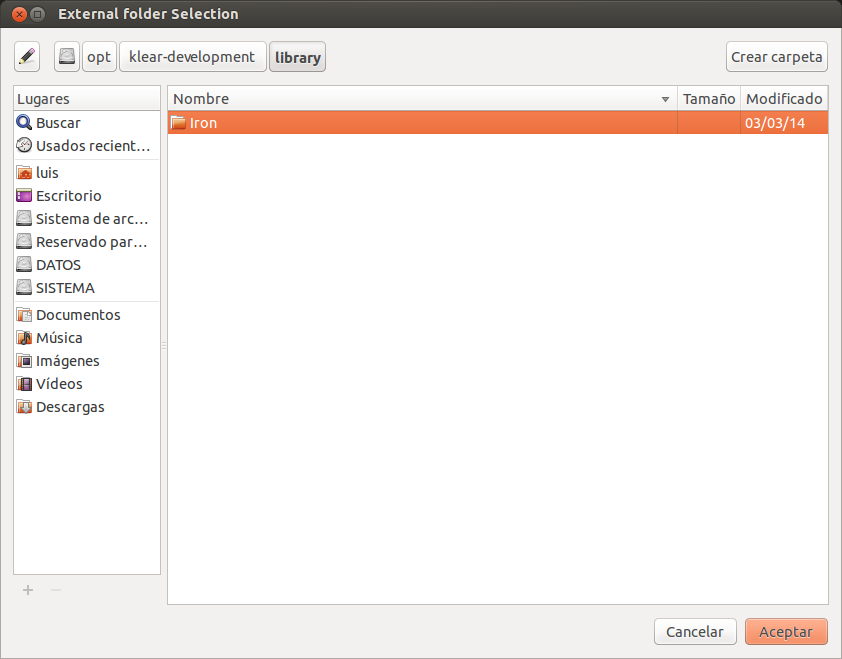 External folder Selection
opt klear-development library Crear carpeta
Lugares
Buscar
Usados recient...
luis
Escritorio
Sistema de arc...
Reservado par...
DATOS
SISTEMA
Documentos
Música
Imágenes
Vídeos
Descargas
Nombre Tamaño Modificado
Iron 03/03/14
Cancelar Aceptar